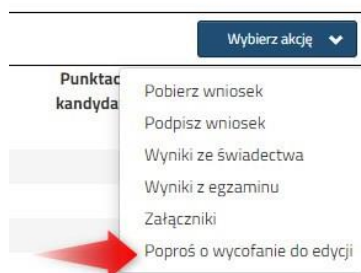 Wybierz akcję
Punktac
kandyda
Pobierz wniosek
Podpisz wniosek
Wyniki ze świadectwa
Wyniki z egzaminu
Załączniki
Poproś o wycofanie do edycji